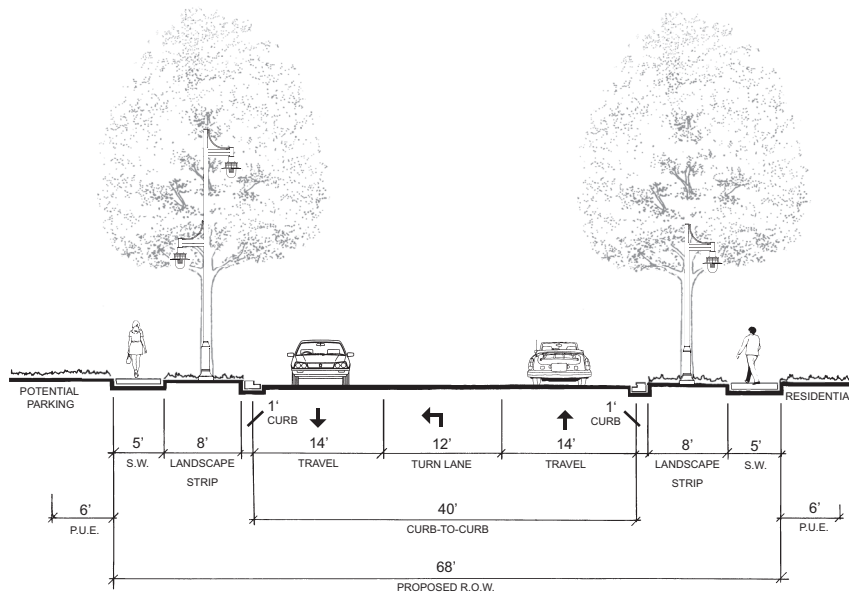 POTENTIAL
PARKING
RESIDENTIA
1'
CURB
1'
CURB
5'
8'
14'
12'
14'
8'
5'
S.W.
LANDSCAPE
STRIP
TRAVEL
TURN LANE
TRAVEL
LANDSCAPE
STRIP
S.W.
6'
P.U.E.
40'
CURB-TO-CURB
6'
P.U.E.
68'
PROPOSED R.O.W.